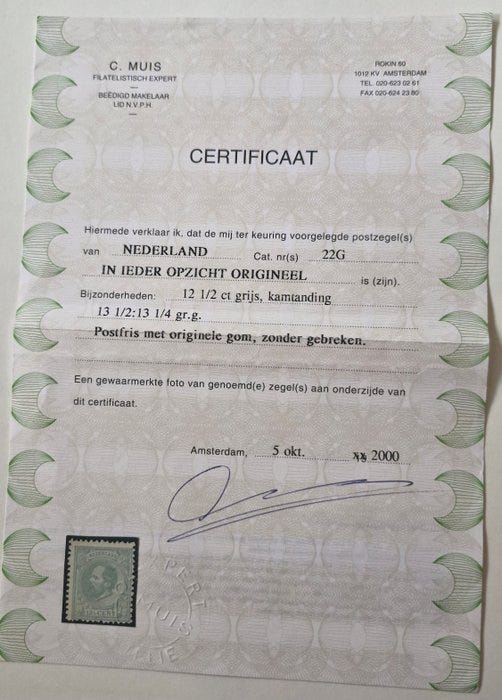 C. MUIS
FILATELISTISCH EXPERT
BEËDIGD MAKELAAR
LID N.V.P.H.
ROKIN 60
1012 KV AMSTERDAM
TEL. 020-623 02 61
FAX 020-624 23 80
CERTIFICAAT
Hiermede verklaar ik, dat de mij ter keuring voorgelegde postzegel(s)
van NEDERLAND Cat. nr(s) 22G
IN IEDER OPZICHT ORIGINEEL is (zijn).
Bijzonderheden: 12 1/2 ct grijs, kamtanding
13 1/2:13 1/4 gr.g.
Postfris met originele gom, zonder gebreken.
Een gewaarmerkte foto van genoemd(e) zegel(s) aan onderzijde van
dit certificaat.
Amsterdam, 5 okt. 2000
NEDERLAND
EXPERT
MUIS